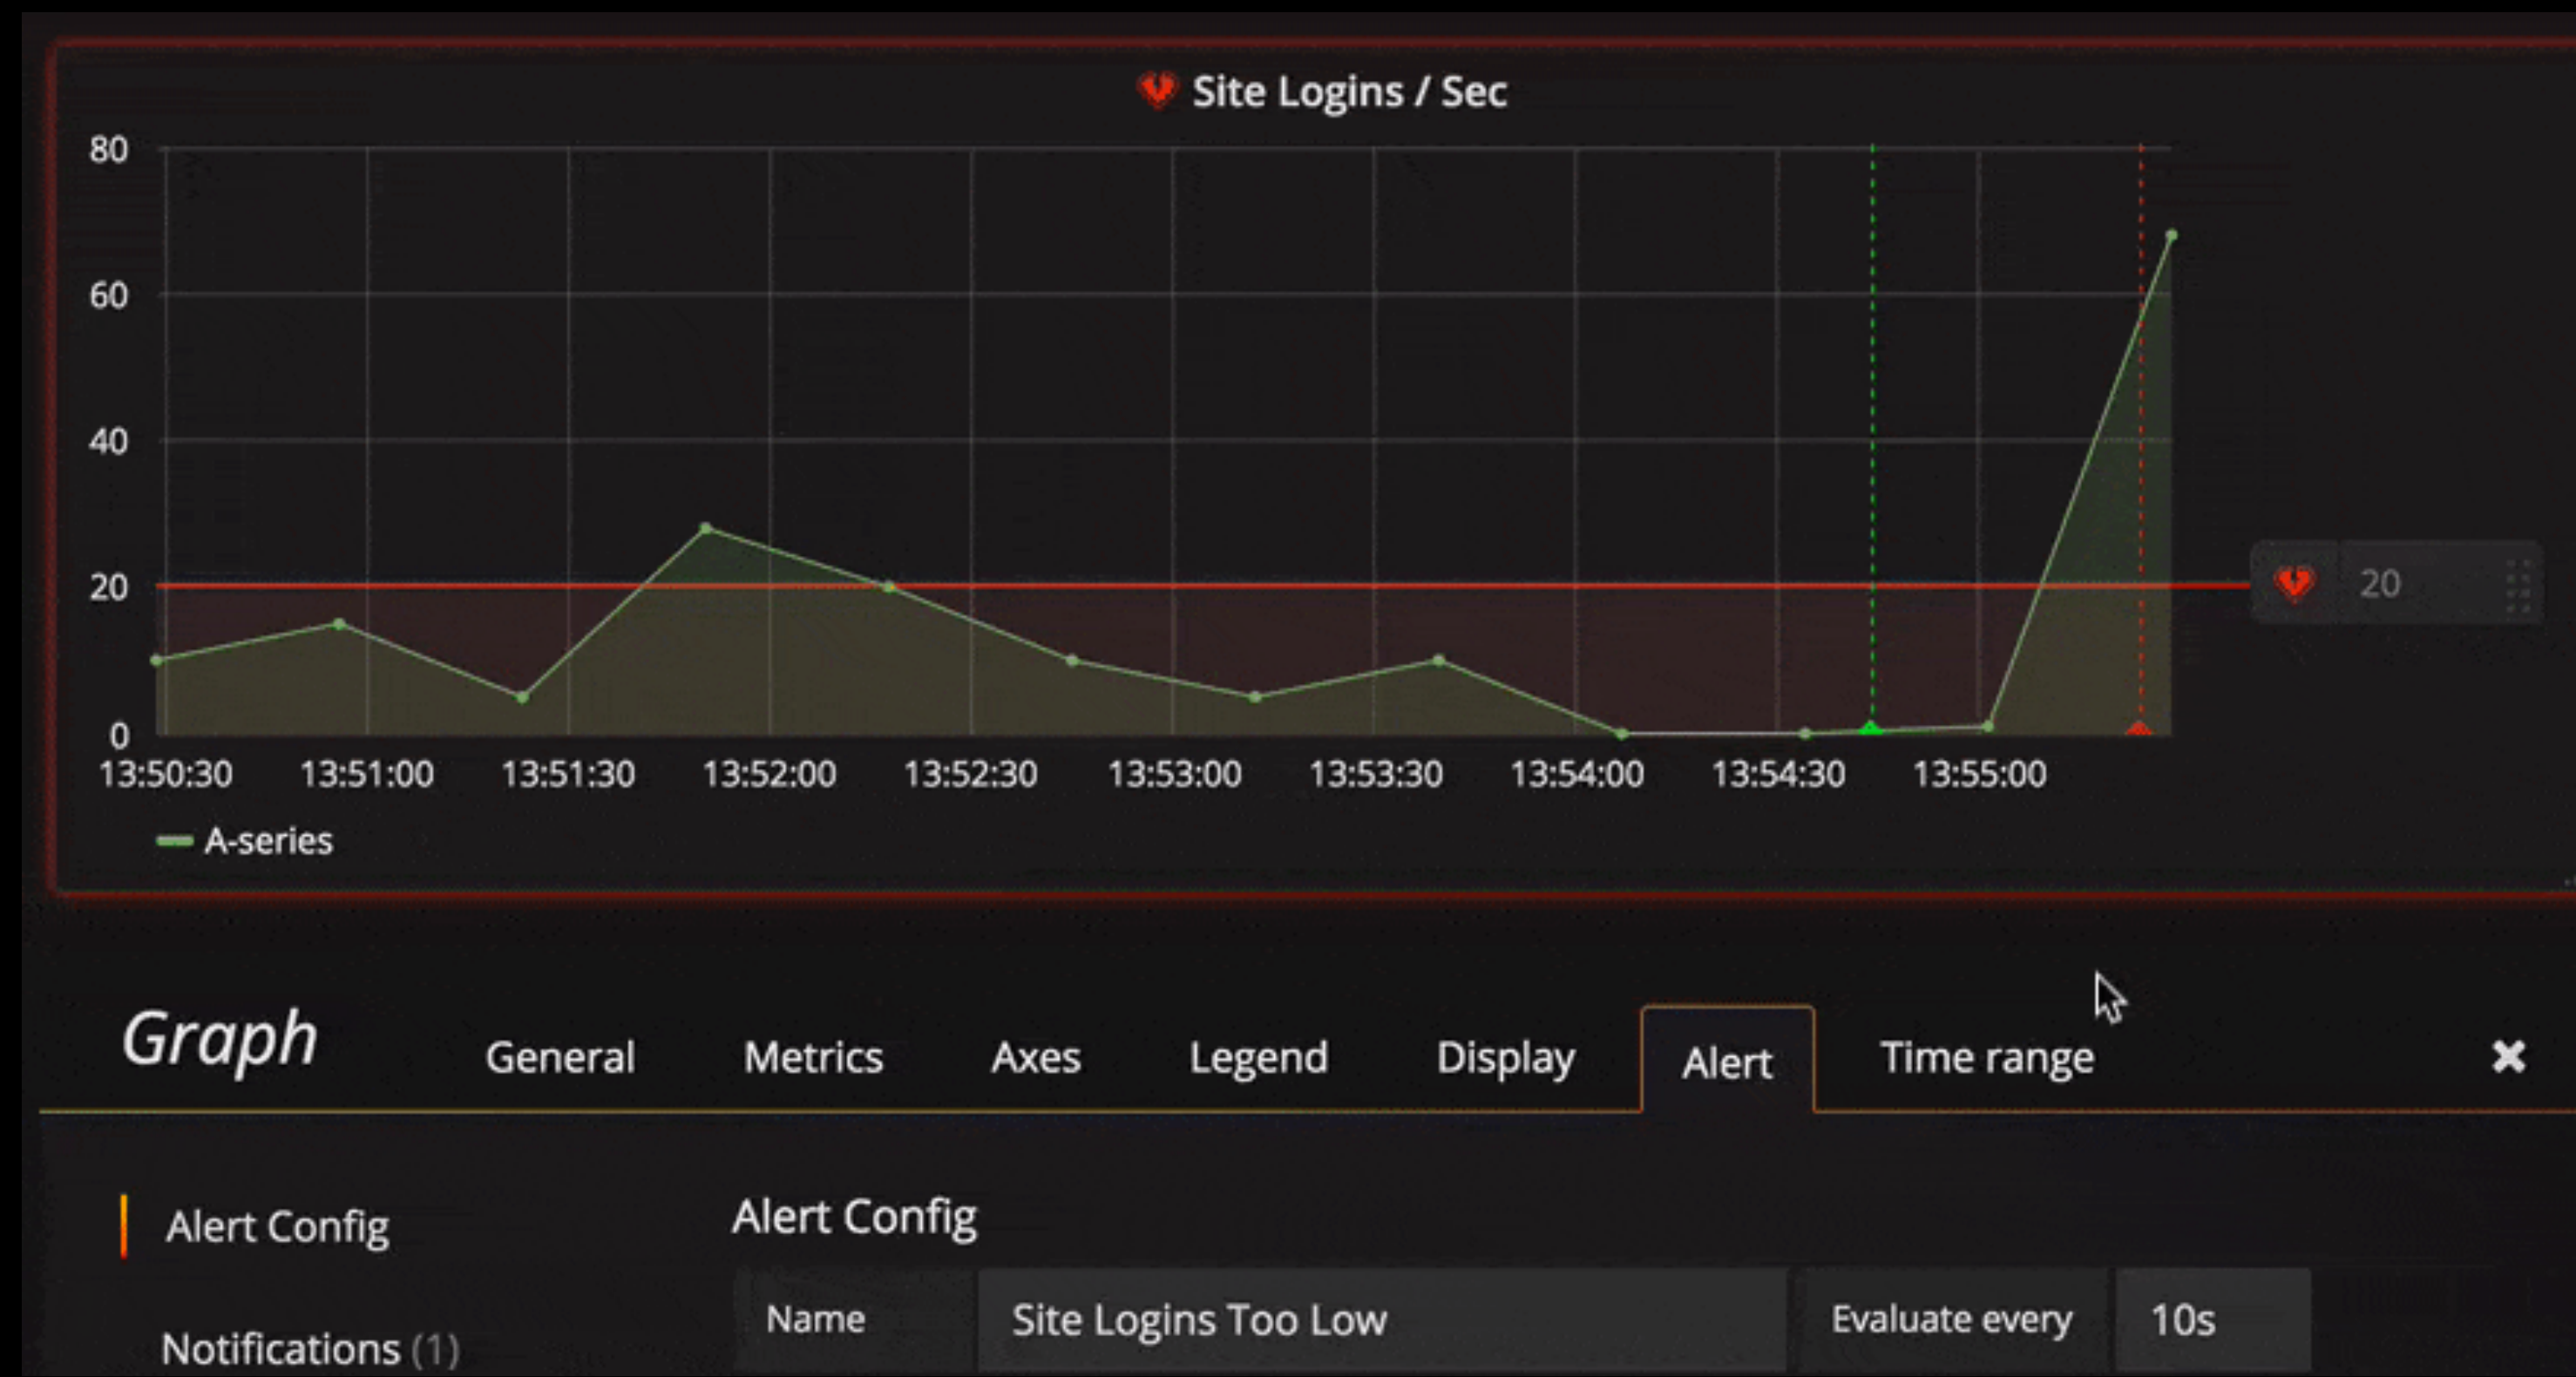 Site Logins / Sec
80
60
40
20
0
20
13:50:30 13:51:00 13:51:30 13:52:00 13:52:30 13:53:00 13:53:30 13:54:00 13:54:30 13:55:00
A-series
Graph General Metrics Axes Legend Display Alert Time range
Alert Config
Notifications (1)
Alert Config
Name Site Logins Too Low Evaluate every 10s